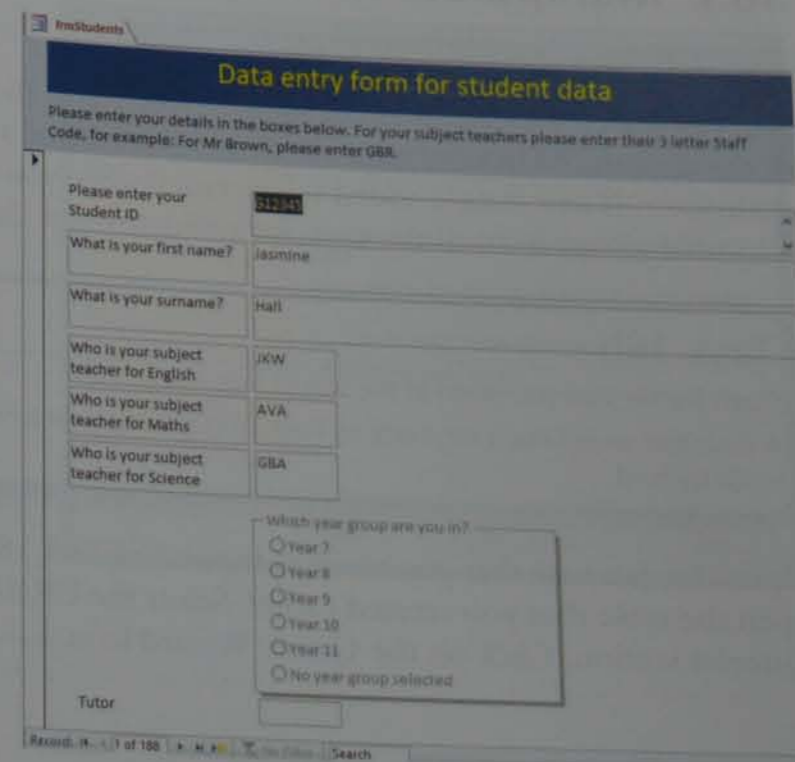 frmStudents
Data entry form for student data
Please enter your details in the boxes below. For your subject teachers please enter their 3 letter Staff
Code, for example: For Mr Brown, please enter GBR.
Please enter your
Student ID
What is your first name? Jasmine
What is your surname? Hall
Who is your subject
teacher for English JKW
Who is your subject
teacher for Maths AVA
Who is your subject
teacher for Science GBA
Which year group are you in?
Year 7
Year 8
Year 9
Year 10
Year 11
No year group selected
Tutor
Record: 1 of 188 No Filter Search